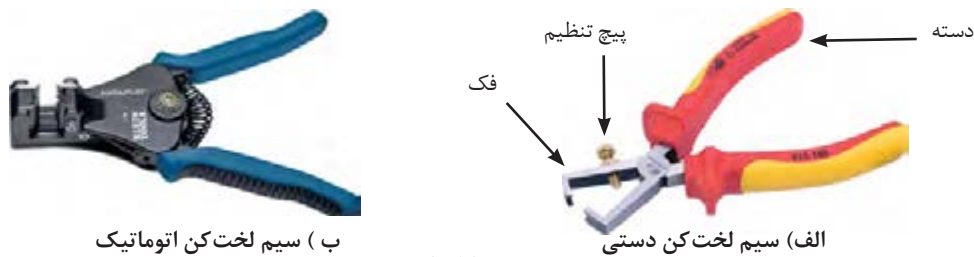 دسته
پیچ تنظیم
فک
الف) سیم لخت‌کن دستی
ب ) سیم لخت‌کن اتوماتیک